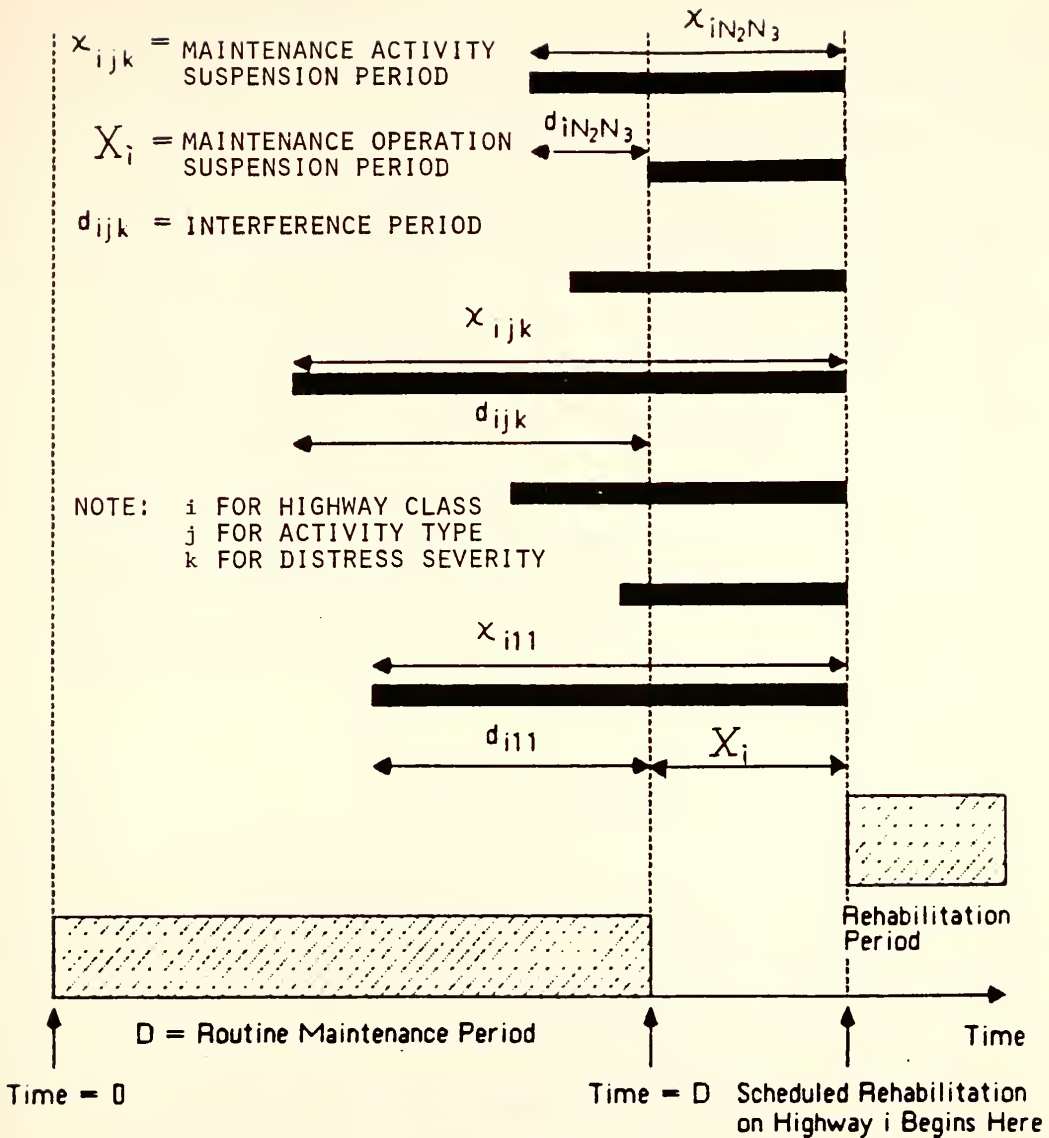 x_ijk = MAINTENANCE ACTIVITY
SUSPENSION PERIOD
X_i = MAINTENANCE OPERATION
SUSPENSION PERIOD
d_ijk = INTERFERENCE PERIOD
x_iN₂N₃
d_iN₂N₃
x_ijk
d_ijk
NOTE: i FOR HIGHWAY CLASS
j FOR ACTIVITY TYPE
k FOR DISTRESS SEVERITY
x_i11
d_i11
X_i
Rehabilitation
Period
D = Routine Maintenance Period
Time
Time = 0
Time = D
Scheduled Rehabilitation
on Highway i Begins Here